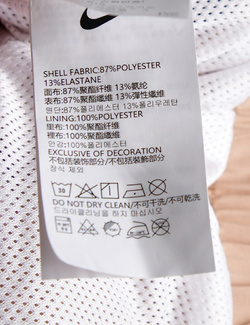 SHELL FABRIC:87%POLYESTER
13%ELASTANE
面布:87%聚酯纤维 13%氨纶
表布:87%聚酯纖維 13%彈性纖維
겉감:87%폴리에스터 13%폴리우레탄
LINING:100%POLYESTER
里布:100%聚酯纤维
裡布:100%聚酯纖維
안감:100%폴리에스터
EXCLUSIVE OF DECORATION
不包括装饰部分/不包括裝飾部分
장식 제외
30
DO NOT DRY CLEAN/不可干洗/不可乾洗
드라이클리닝을 하지 마십시오